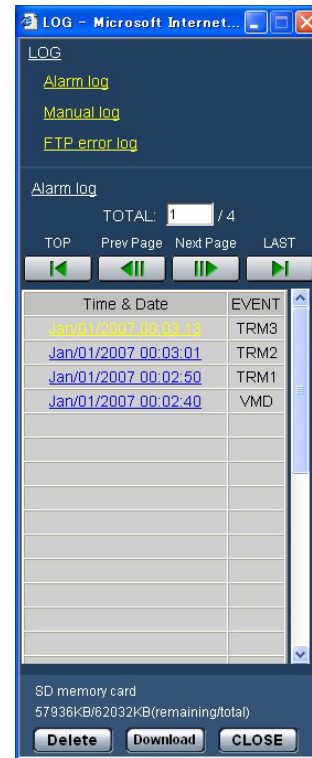 LOG - Microsoft Internet...
LOG
Alarm log
Manual log
FTP error log
Alarm log
TOTAL: 1 / 4
TOP Prev Page Next Page LAST
Time & Date EVENT
Jan/01/2007 00:03:13 TRM3
Jan/01/2007 00:03:01 TRM2
Jan/01/2007 00:02:50 TRM1
Jan/01/2007 00:02:40 VMD
SD memory card
57936KB/62032KB(remaining/total)
Delete Download CLOSE